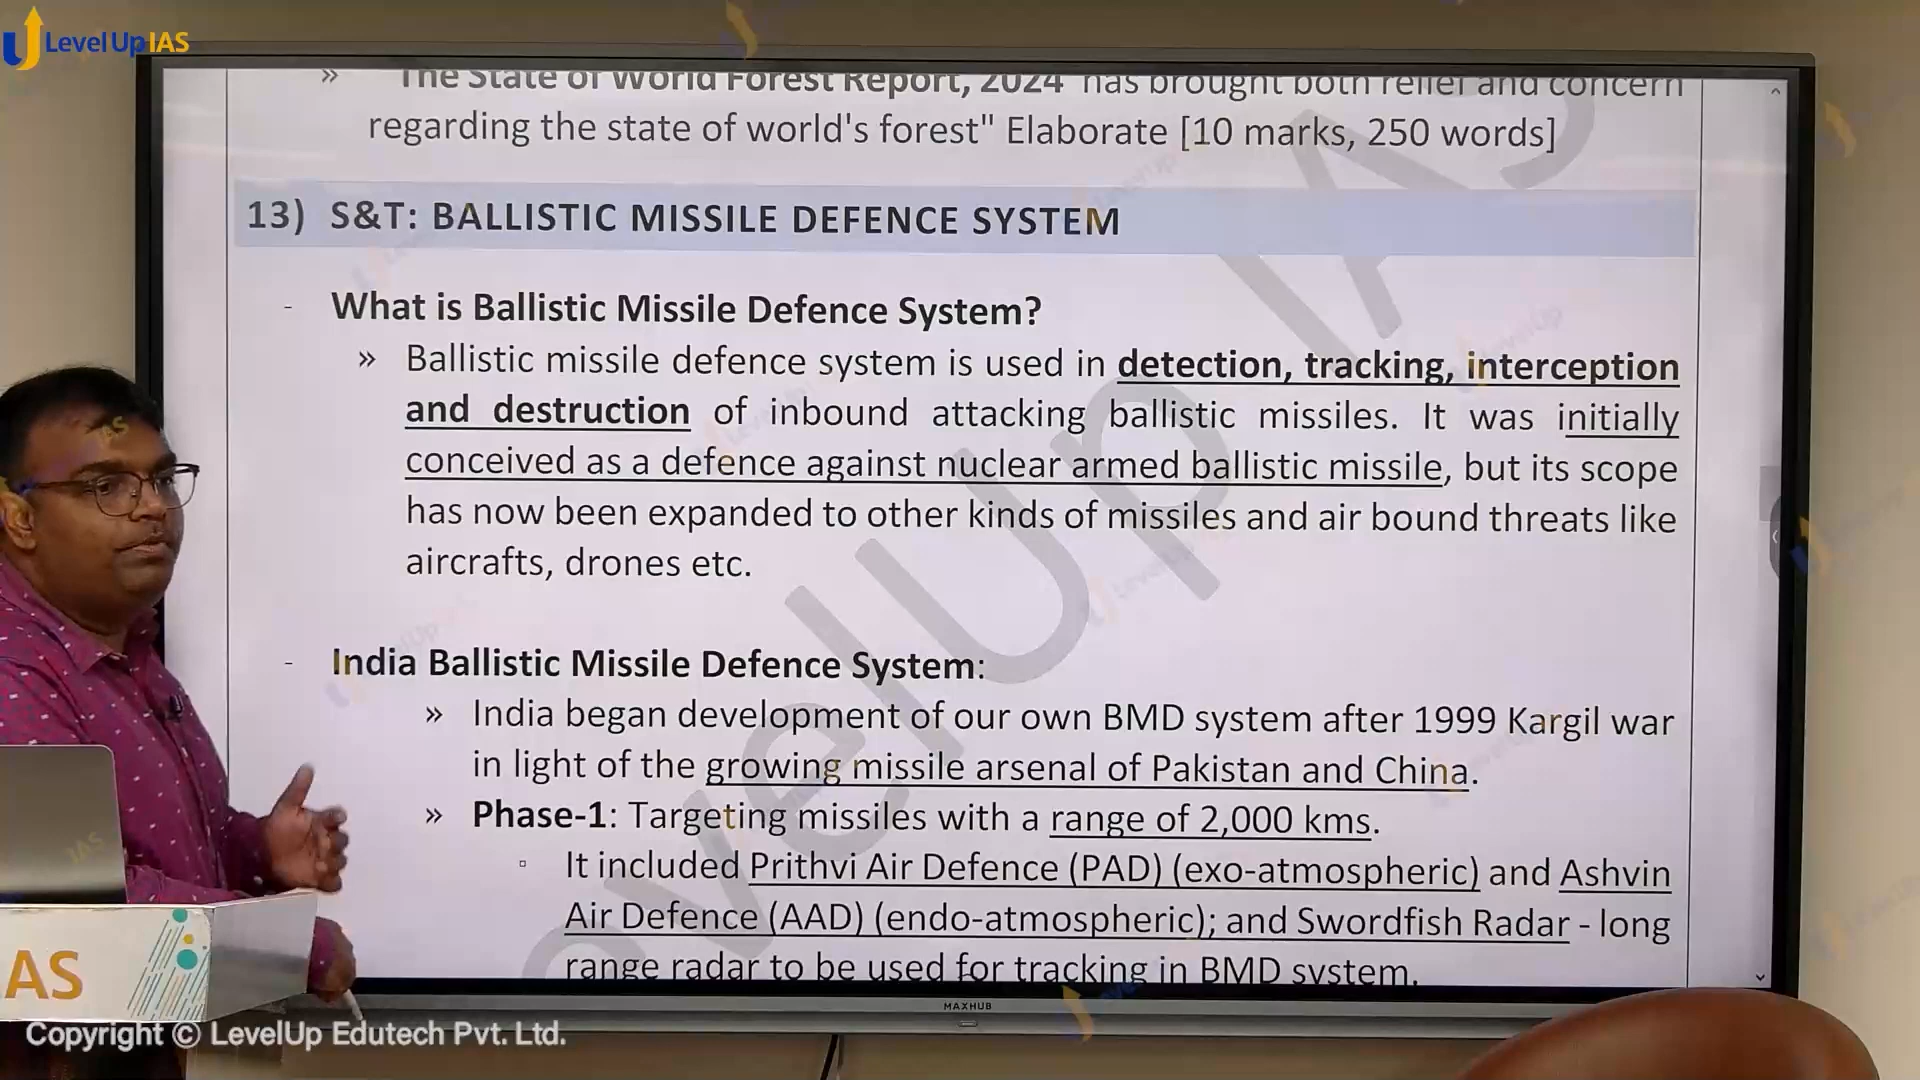 LevelUp IAS
» "The State of World Forest Report, 2024 has brought both relief and concern
regarding the state of world's forest" Elaborate [10 marks, 250 words]
13) S&T: BALLISTIC MISSILE DEFENCE SYSTEM
- What is Ballistic Missile Defence System?
» Ballistic missile defence system is used in detection, tracking, interception
and destruction of inbound attacking ballistic missiles. It was initially
conceived as a defence against nuclear armed ballistic missile, but its scope
has now been expanded to other kinds of missiles and air bound threats like
aircrafts, drones etc.
- India Ballistic Missile Defence System:
» India began development of our own BMD system after 1999 Kargil war
in light of the growing missile arsenal of Pakistan and China.
» Phase-1: Targeting missiles with a range of 2,000 kms.
▫ It included Prithvi Air Defence (PAD) (exo-atmospheric) and Ashvin
Air Defence (AAD) (endo-atmospheric); and Swordfish Radar - long
range radar to be used for tracking in BMD system.
LevelUp IAS
AS
MAXHUB
Copyright © LevelUp Edutech Pvt. Ltd.